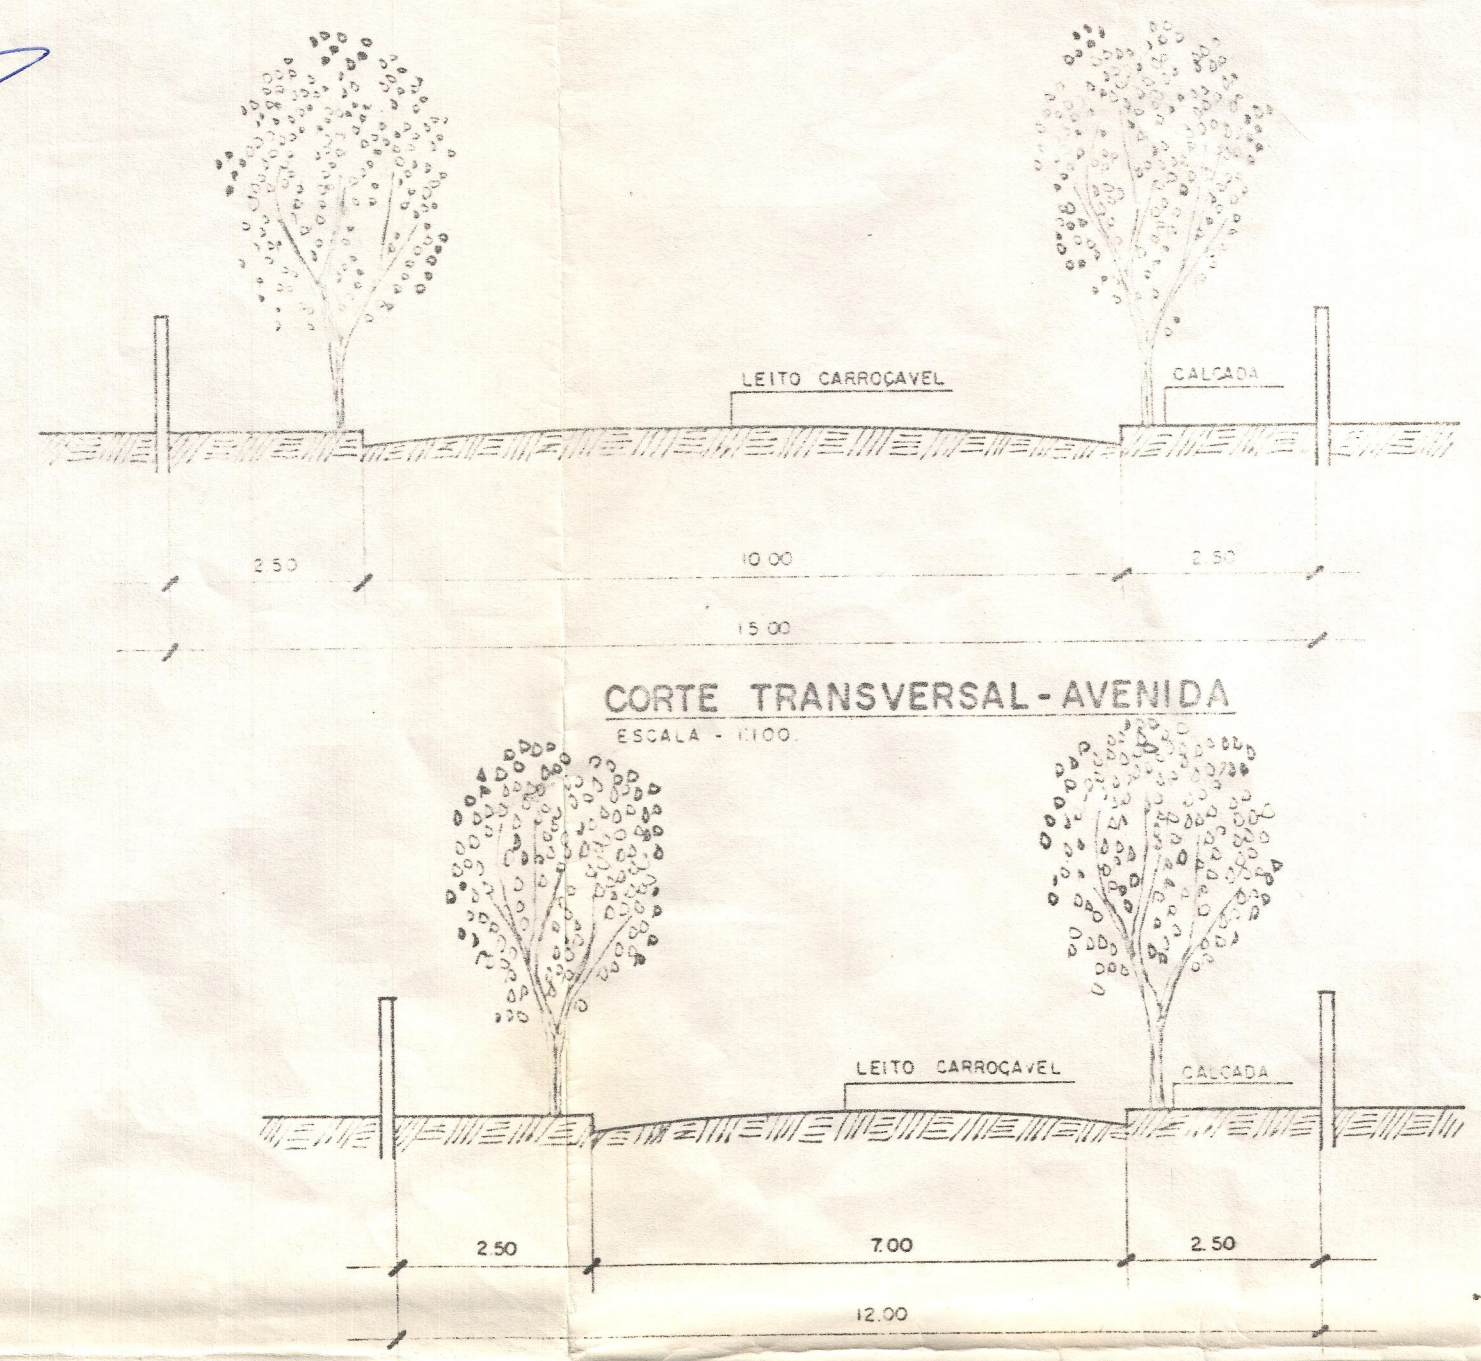 LEITO CARROÇAVEL
CALÇADA
2.50
10.00
2.50
15.00
CORTE TRANSVERSAL - AVENIDA
ESCALA - 1:100.
LEITO CARROÇAVEL
CALÇADA
2.50
7.00
2.50
12.00